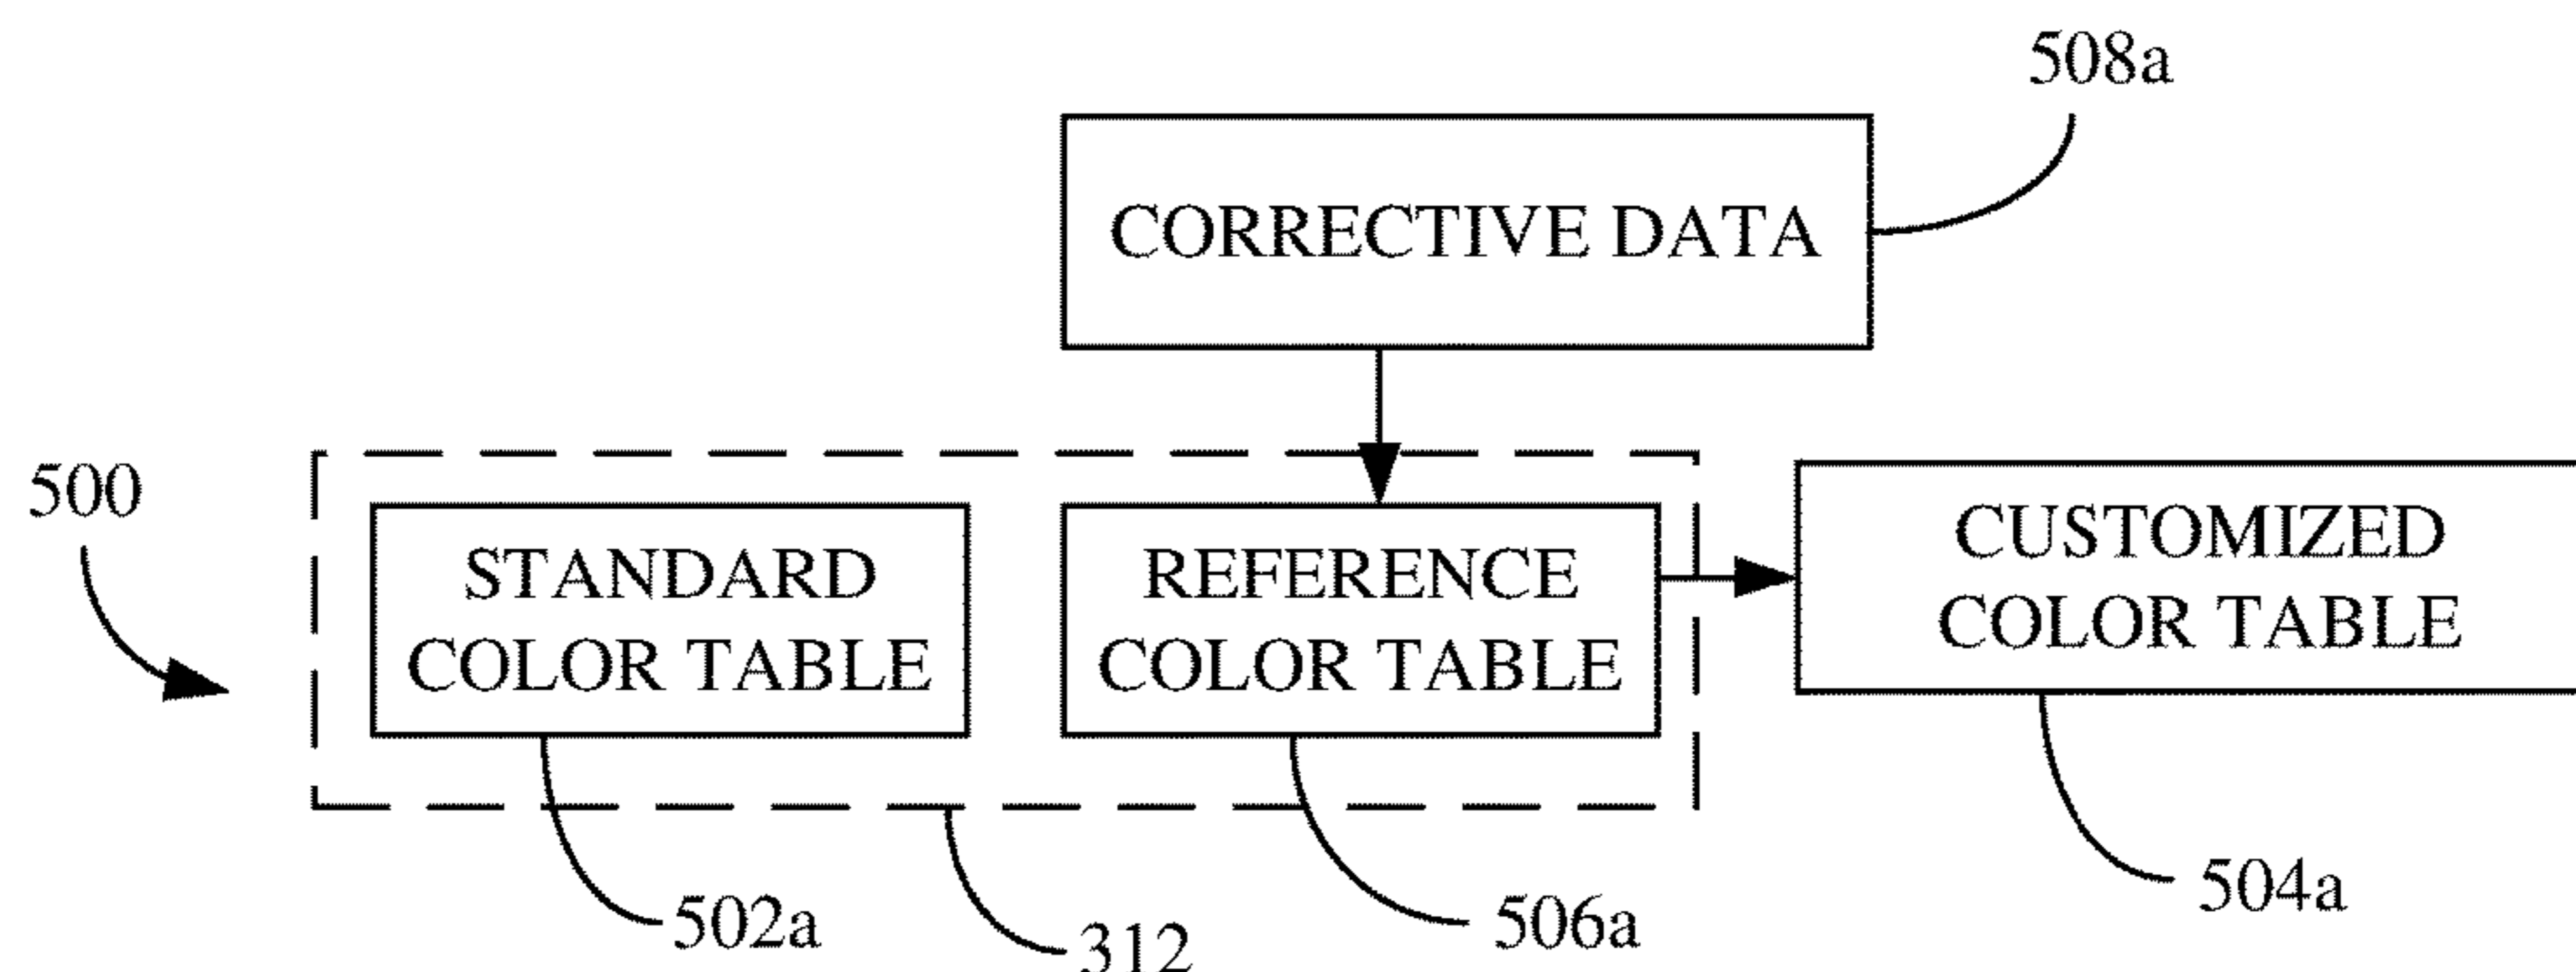 508a
CORRECTIVE DATA
500
STANDARD
COLOR TABLE
REFERENCE
COLOR TABLE
CUSTOMIZED
COLOR TABLE
502a
312
506a
504a